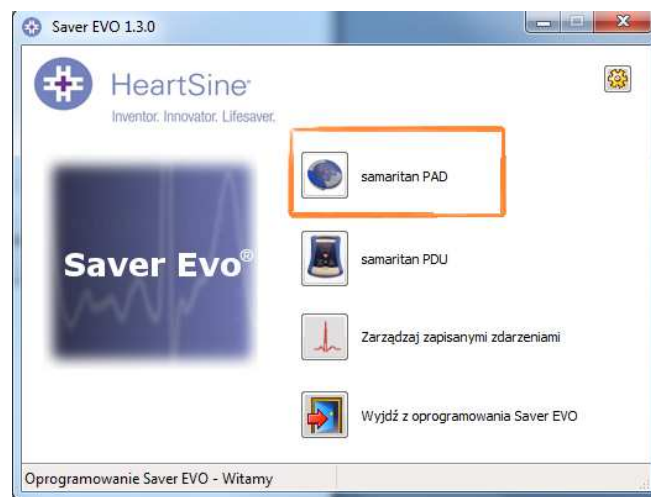 Saver EVO 1.3.0
HeartSine
Inventor. Innovator. Lifesaver.
samaritan PAD
Saver Evo®
samaritan PDU
Zarządzaj zapisanymi zdarzeniami
Wyjdź z oprogramowania Saver EVO
Oprogramowanie Saver EVO - Witamy